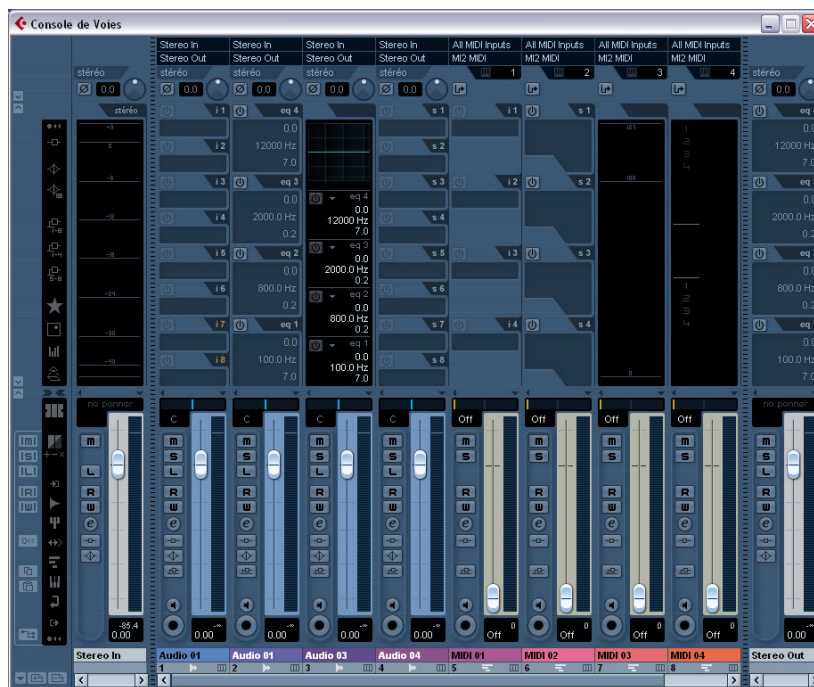 Console de Voies
Stereo In Stereo In Stereo In Stereo In All MIDI Inputs All MIDI Inputs All MIDI Inputs All MIDI Inputs
Stereo Out Stereo Out Stereo Out Stereo Out MI2 MIDI MI2 MIDI MI2 MIDI MI2 MIDI
stéréo stéréo stéréo stéréo stéréo 1 2 3 4 stéréo
0.0 0.0 0.0 0.0 0.0 0.0
stéréo i 1 eq 4 s 1 i 1 s 1 eq
0.0 0.0
i 2 12000 Hz s 2 12000 Hz
7.0 7.0
i 3 eq 3 s 3 i 2 s 2 eq
eq 4
0.0 0.0 0.0
i 4 2000.0 Hz 12000 Hz s 4 2000.0 Hz
0.2 7.0 0.2
i 5 eq 2 eq 3 s 5 i 3 s 3
0.0 0.0 0.0
2000.0 Hz
0.2
i 6 800.0 Hz eq 2 s 6 800.0 Hz
0.2 0.0 0.2
800.0 Hz
i 7 eq 1 0.2 s 7 i 4 s 4 eq
0.0 eq 1 0.0
i 8 100.0 Hz 0.0 s 8 100.0 Hz
7.0 100.0 Hz 7.0
7.0
no panner C C C C Off Off Off Off no panner
m m m m m m m m m m
S S S S S S S S
L L L L L L
R R R R R R R R R R
W W W W W W W W W W
e e e e e e e e e e
[m]
[S]
[L]
[R]
[W]
-85.4 -∞ -∞ -∞ -∞ 0 0 0 0 -∞
0.00 0.00 0.00 0.00 0.00 Off Off Off Off 0.00
Stereo In Audio 01 Audio 01 Audio 03 Audio 04 MIDI 01 MIDI 02 MIDI 03 MIDI 04 Stereo Out
1 2 3 4 5 6 7 8